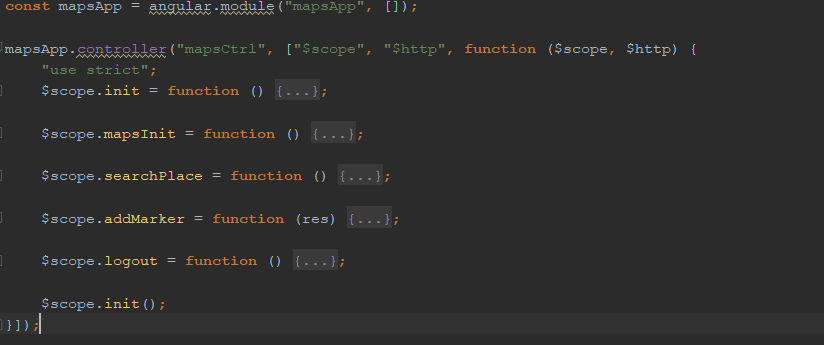 const mapsApp = angular.module("mapsApp", []);
mapsApp.controller("mapsCtrl", ["$scope", "$http", function ($scope, $http) {
"use strict";
$scope.init = function () {...};
$scope.mapsInit = function () {...};
$scope.searchPlace = function () {...};
$scope.addMarker = function (res) {...};
$scope.logout = function () {...};
$scope.init();
}]);